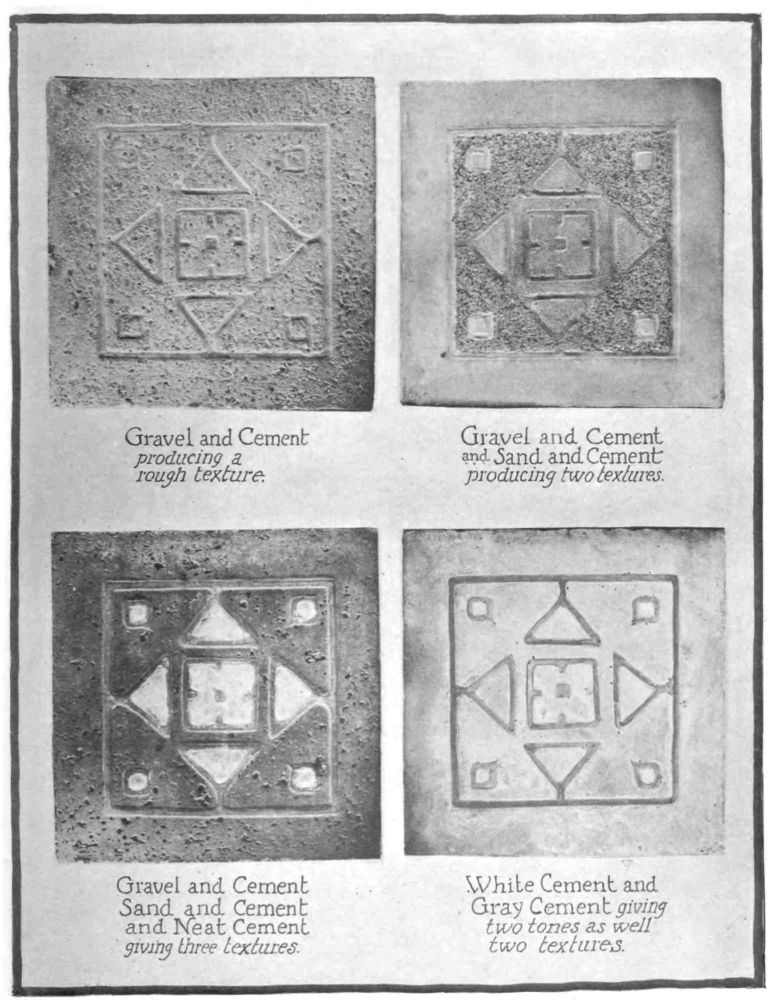 Gravel and Cement
producing a
rough texture.
Gravel and Cement
and Sand and Cement
producing two textures.
Gravel and Cement
Sand and Cement
and Neat Cement
giving three textures.
White Cement and
Gray Cement giving
two tones as well
two textures.